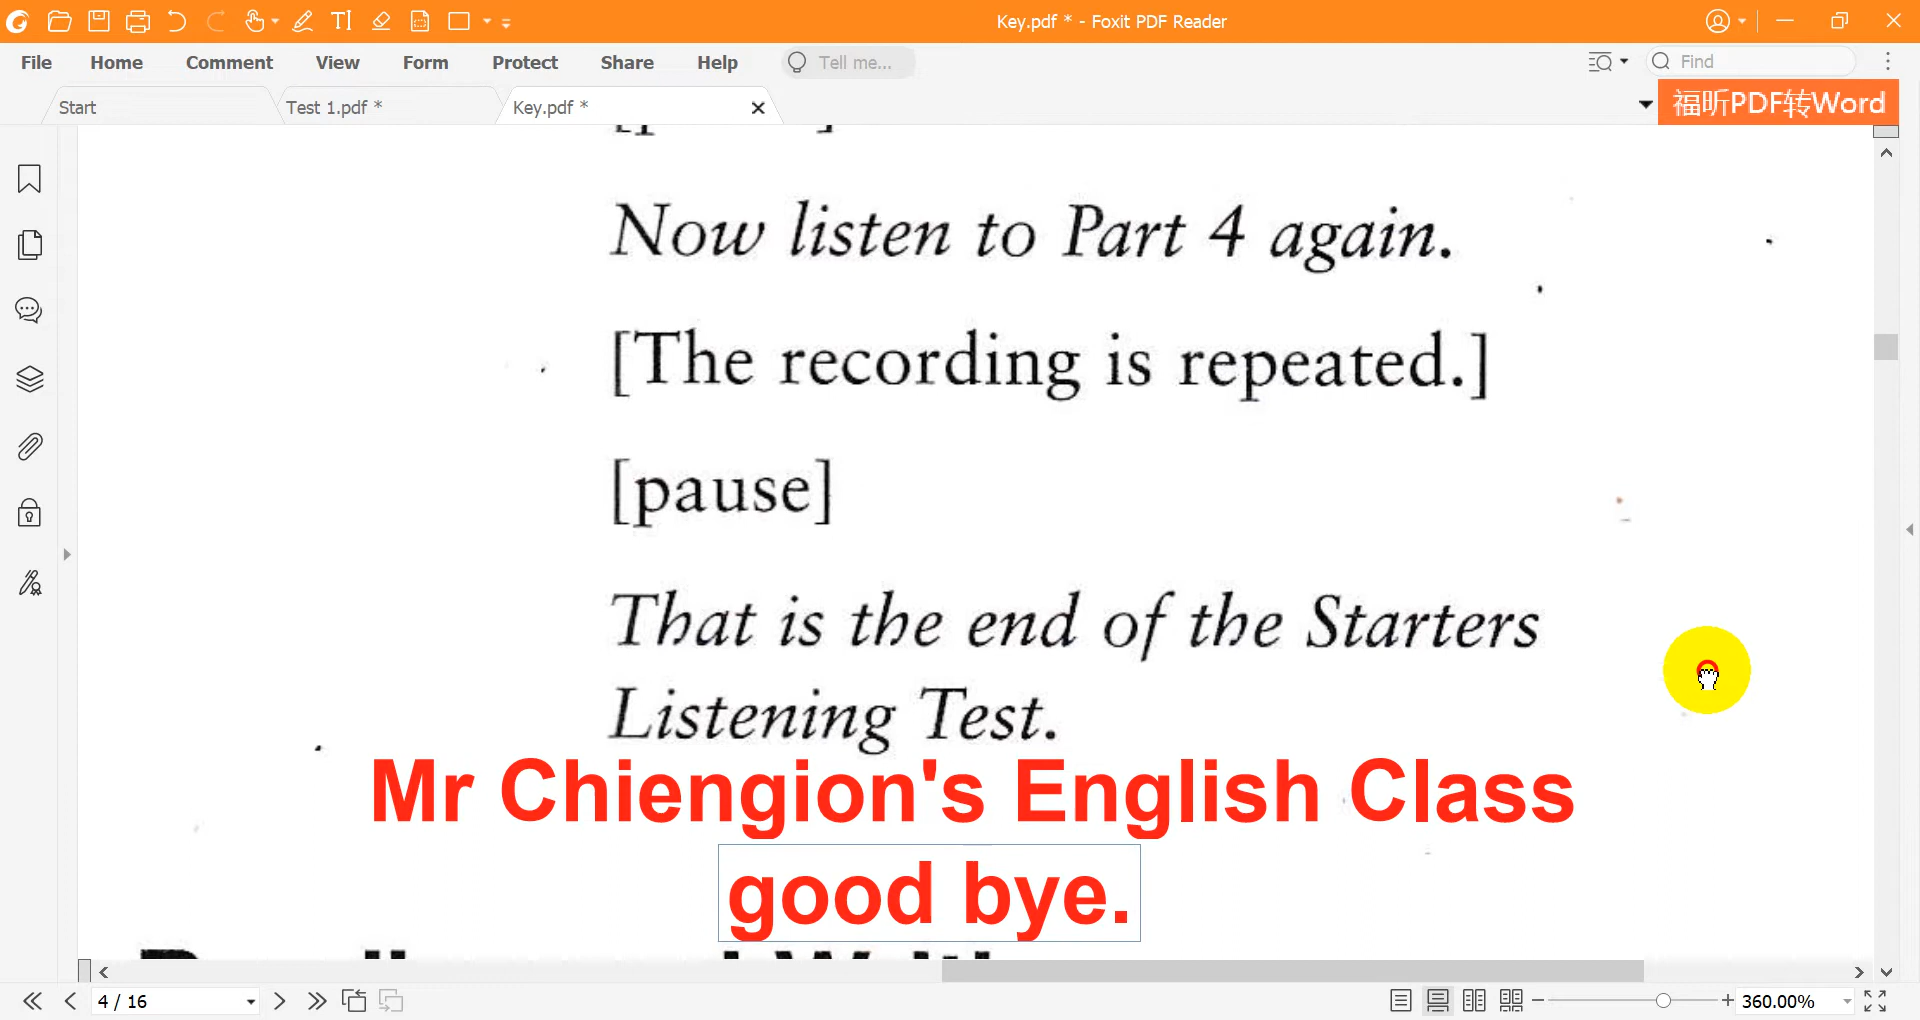 Key.pdf * - Foxit PDF Reader
File Home Comment View Form Protect Share Help Tell me... Find
Start Test 1.pdf * Key.pdf * 福昕PDF转Word
Now listen to Part 4 again.
[The recording is repeated.]
[pause]
That is the end of the Starters
Listening Test.
Mr Chiengion's English Class
good bye.
4 / 16 360.00%